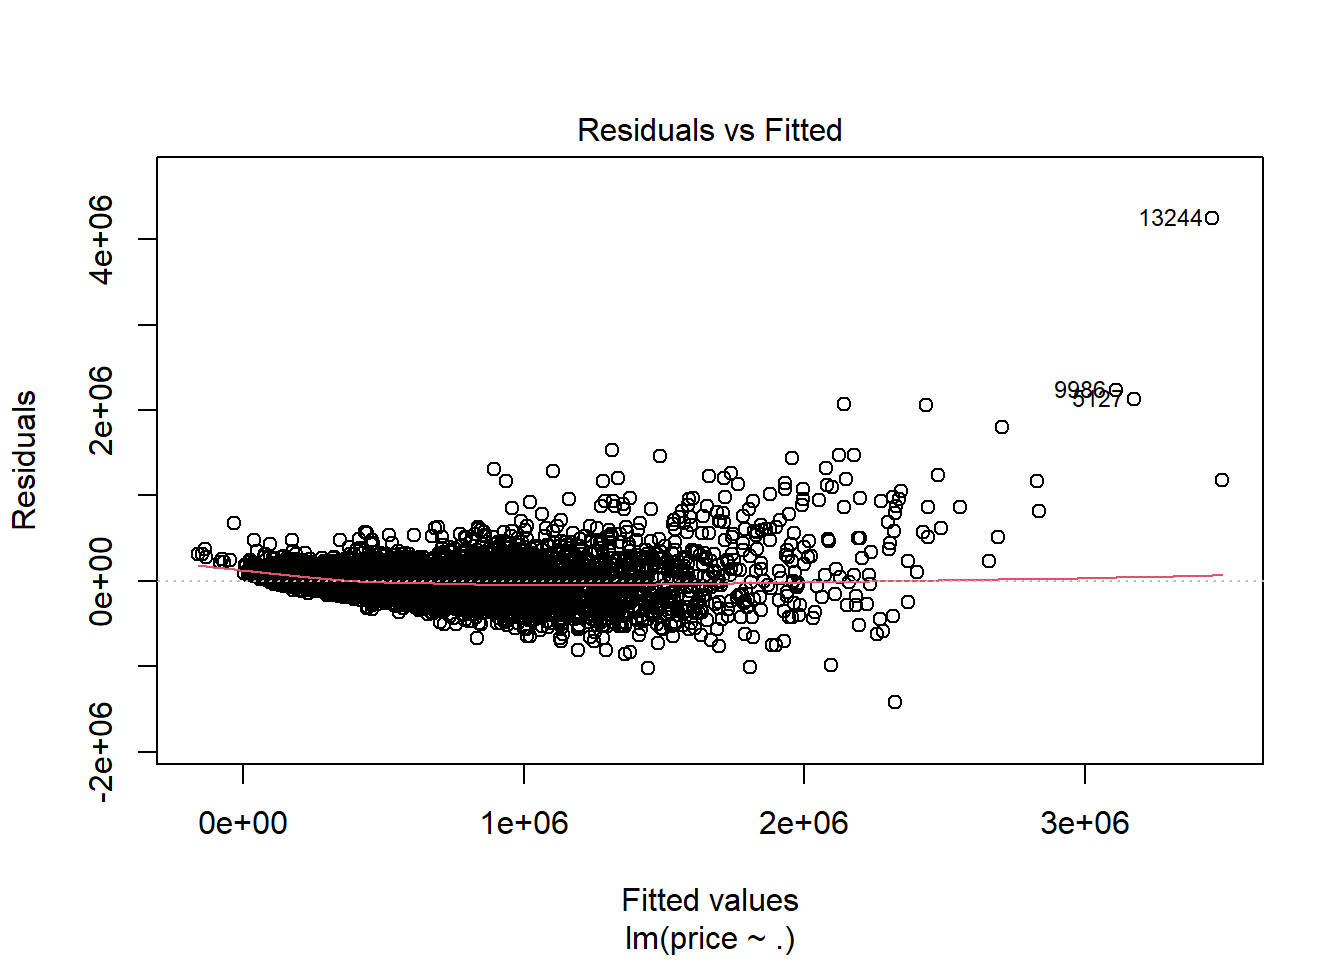 Residuals vs Fitted
Residuals
4e+06
2e+06
0e+00
-2e+06
13244
9986
5127
0e+00 1e+06 2e+06 3e+06
Fitted values
lm(price ~ .)